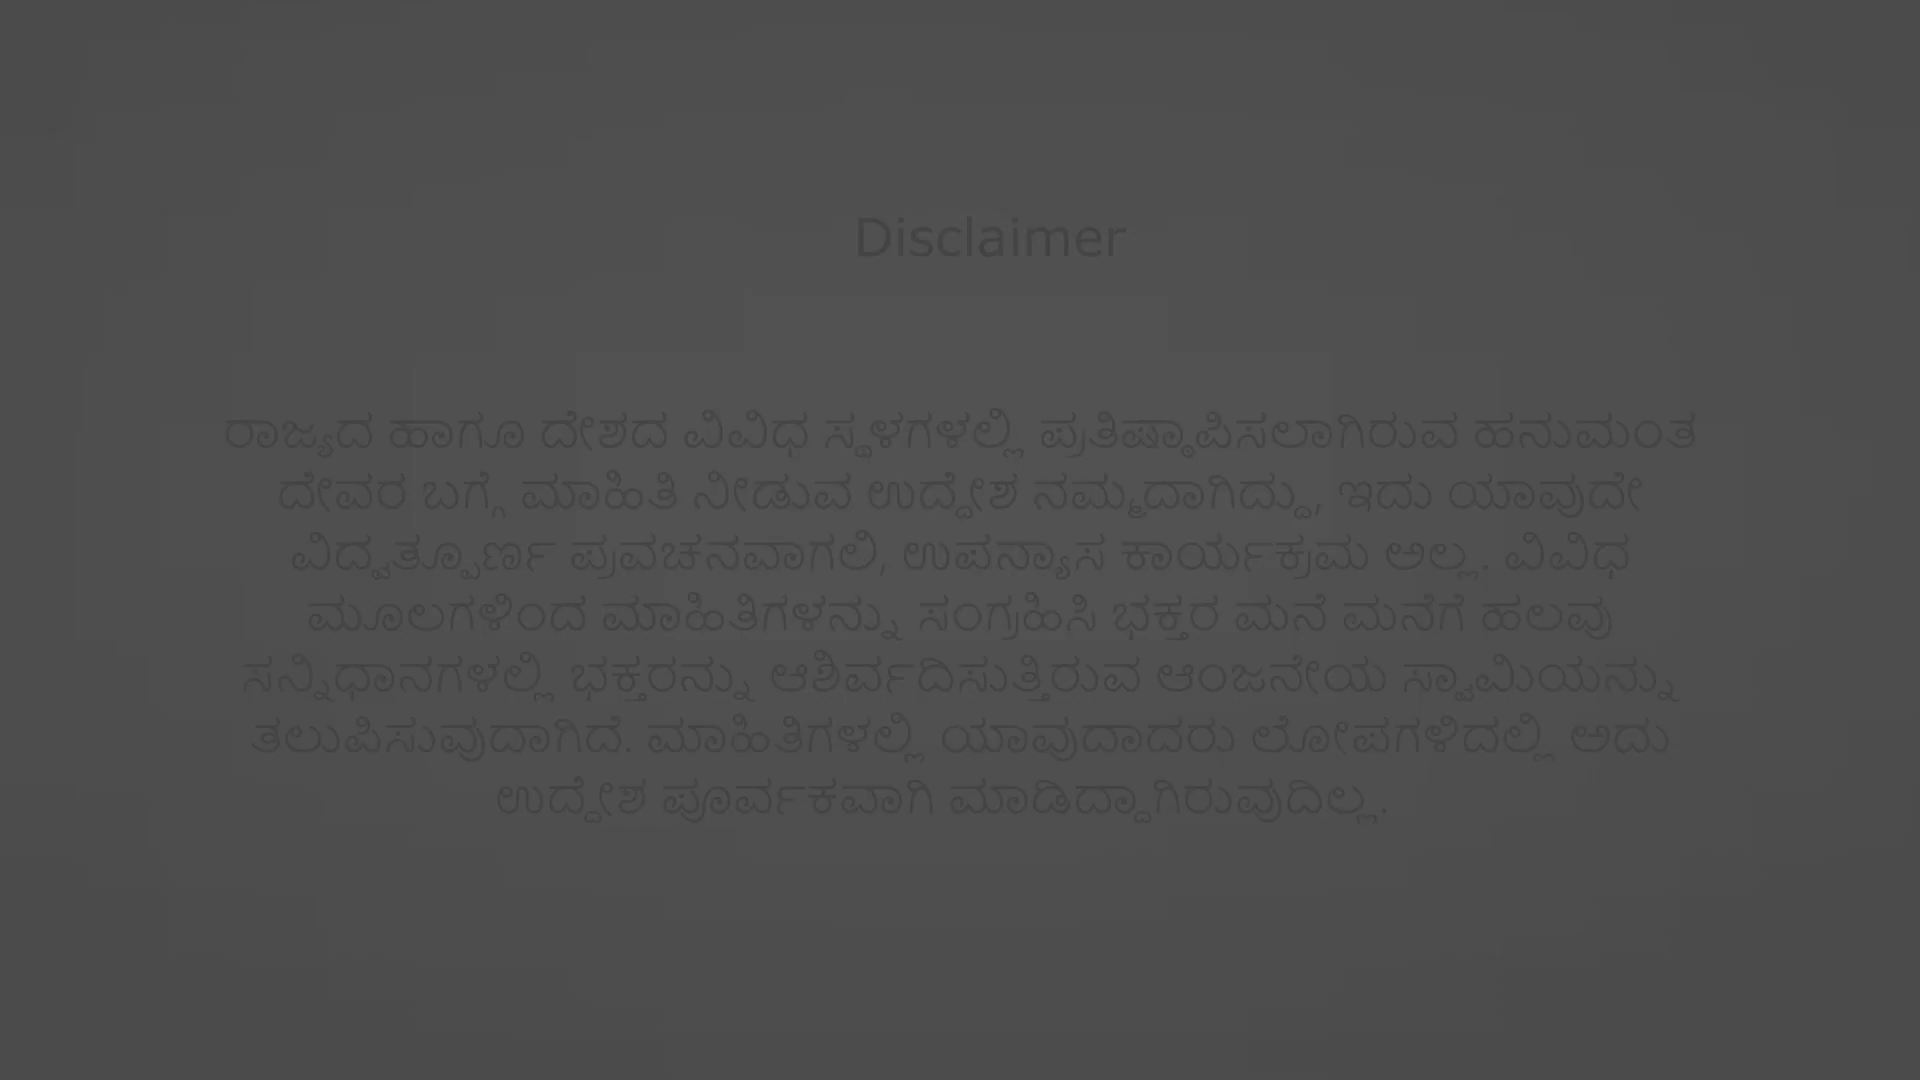 Disclaimer
ರಾಜ್ಯದ ಹಾಗೂ ದೇಶದ ವಿವಿಧ ಸ್ಥಳಗಳಲ್ಲಿ ಪ್ರತಿಷ್ಠಾಪಿಸಲಾಗಿರುವ ಹನುಮಂತ
ದೇವರ ಬಗ್ಗೆ ಮಾಹಿತಿ ನೀಡುವ ಉದ್ದೇಶ ನಮ್ಮದಾಗಿದ್ದು, ಇದು ಯಾವುದೇ
ವಿದ್ವತ್ಪೂರ್ಣ ಪ್ರವಚನವಾಗಲಿ, ಉಪನ್ಯಾಸ ಕಾರ್ಯಕ್ರಮ ಅಲ್ಲ. ವಿವಿಧ
ಮೂಲಗಳಿಂದ ಮಾಹಿತಿಗಳನ್ನು ಸಂಗ್ರಹಿಸಿ ಭಕ್ತರ ಮನೆ ಮನೆಗೆ ಹಲವು
ಸನ್ನಿಧಾನಗಳಲ್ಲಿ ಭಕ್ತರನ್ನು ಆಶಿರ್ವದಿಸುತ್ತಿರುವ ಆಂಜನೇಯ ಸ್ವಾಮಿಯನ್ನು
ತಲುಪಿಸುವುದಾಗಿದೆ. ಮಾಹಿತಿಗಳಲ್ಲಿ ಯಾವುದಾದರು ಲೋಪಗಳಿದಲ್ಲಿ ಅದು
ಉದ್ದೇಶ ಪೂರ್ವಕವಾಗಿ ಮಾಡಿದ್ದಾಗಿರುವುದಿಲ್ಲ.